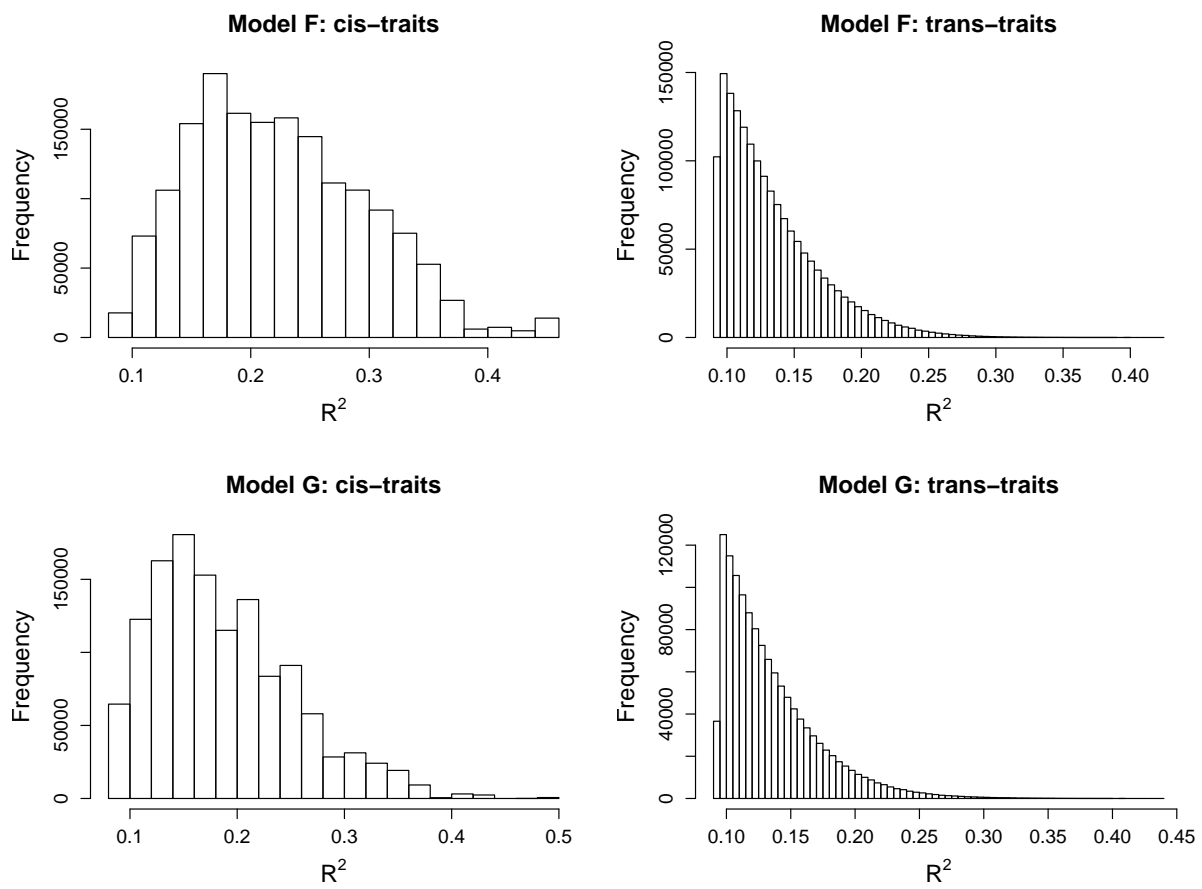 Model F: cis−traits
Frequency
0
50000
150000
0.1 0.2 0.3 0.4
R²
Model F: trans−traits
Frequency
0
50000
100000
150000
0.10 0.15 0.20 0.25 0.30 0.35 0.40
R²
Model G: cis−traits
Frequency
0
50000
150000
0.1 0.2 0.3 0.4 0.5
R²
Model G: trans−traits
Frequency
0
40000
80000
120000
0.10 0.15 0.20 0.25 0.30 0.35 0.40 0.45
R²